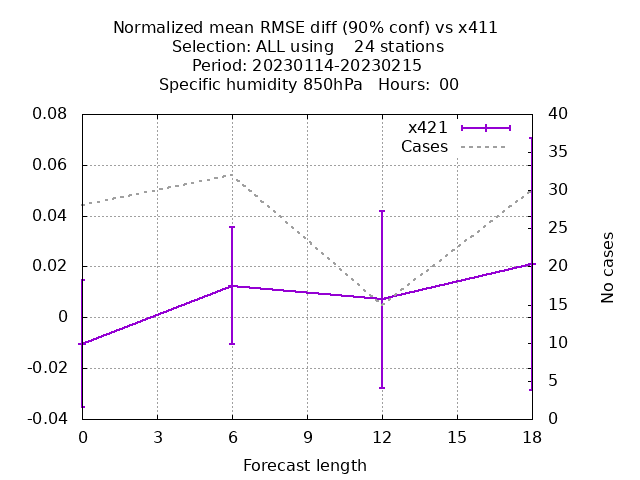 Normalized mean RMSE diff (90% conf) vs x411
Selection: ALL using    24 stations
Period: 20230114-20230215
Specific humidity 850hPa   Hours:  00
x421
Cases
0.08
0.06
0.04
0.02
0
-0.02
-0.04
40
35
30
25
20
15
10
5
0
No cases
0 3 6 9 12 15 18
Forecast length